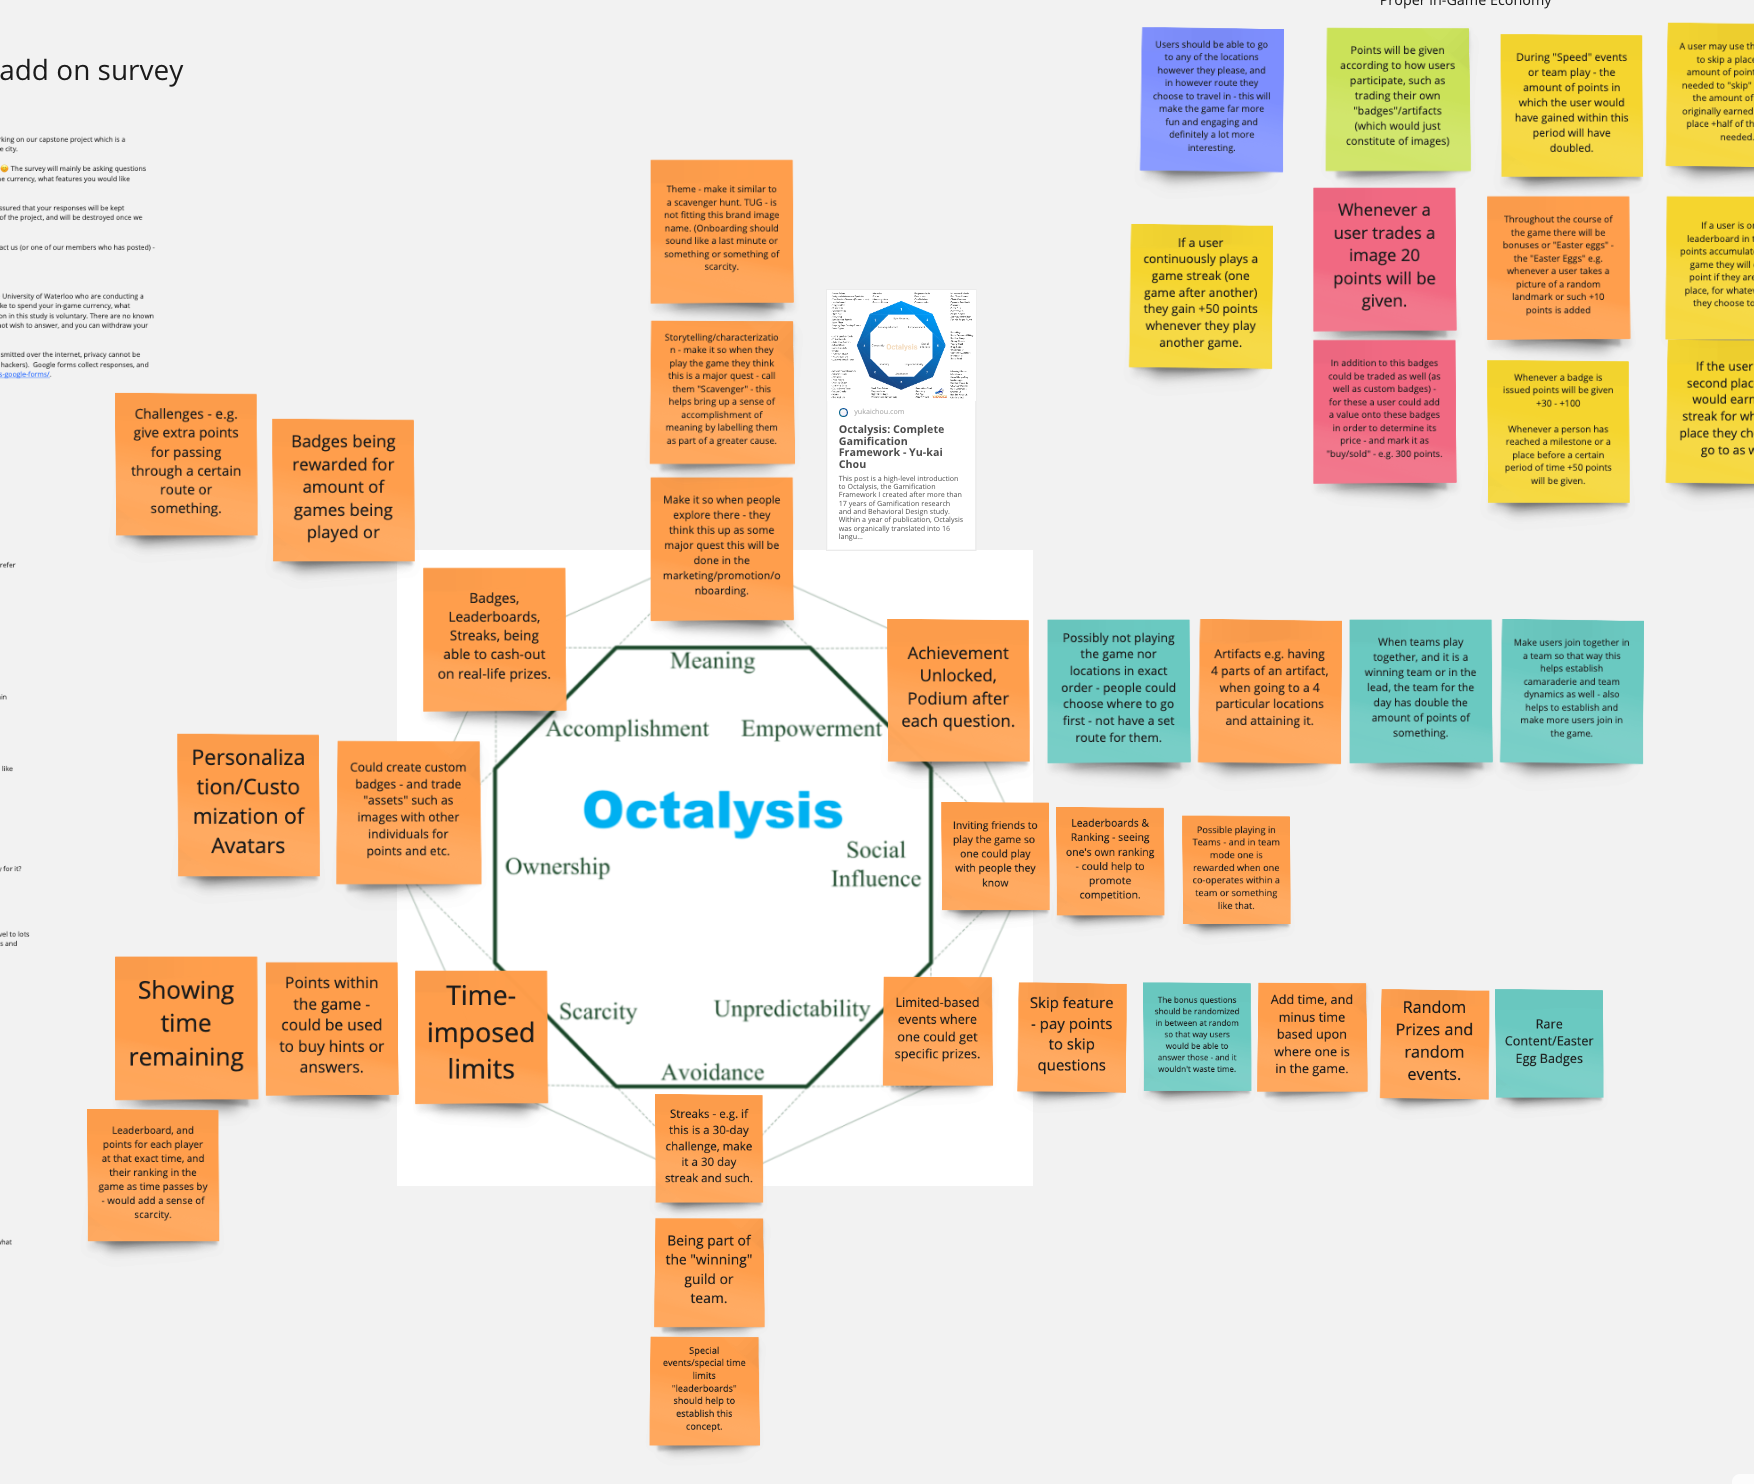 Proper In-Game Economy
add on survey
rking on our capstone project which is a
e city.
The survey will mainly be asking questions
e currency, what features you would like
ssured that your responses will be kept
of the project, and will be destroyed once we
act us (or one of our members who has posted) -
University of Waterloo who are conducting a
ke to spend your in-game currency, what
on in this study is voluntary. There are no known
not wish to answer, and you can withdraw your
smitted over the internet, privacy cannot be
hackers). Google forms collect responses, and
s-google-forms/.
refer
in
like
y for it?
vel to lots
s and
what
Users should be able to go
to any of the locations
however they please, and
in however route they
choose to travel in - this will
make the game far more
fun and engaging and
definitely a lot more
interesting.
Points will be given
according to how users
participate, such as
trading their own
"badges"/artifacts
(which would just
constitute of images)
During "Speed" events
or team play - the
amount of points in
which the user would
have gained within this
period will have
doubled.
A user may use th
to skip a place
amount of point
needed to "skip"
the amount of
originally earned
place +half of th
needed.
If a user
continuously plays a
game streak (one
game after another)
they gain +50 points
whenever they play
another game.
Whenever a
user trades a
image 20
points will be
given.
Throughout the course of
the game there will be
bonuses or "Easter eggs" -
the "Easter Eggs" e.g.
whenever a user takes a
picture of a random
landmark or such +10
points is added
If a user is or
leaderboard in t
points accumulat
game they will
point if they are
place, for whatev
they choose to
In addition to this badges
could be traded as well (as
well as custom badges) -
for these a user could add
a value onto these badges
in order to determine its
price - and mark it as
"buy/sold" - e.g. 300 points.
Whenever a badge is
issued points will be given
+30 - +100
Whenever a person has
reached a milestone or a
place before a certain
period of time +50 points
will be given.
If the user
second plac
would earn
streak for wh
place they ch
go to as w
Theme - make it similar to
a scavenger hunt. TUG - is
not fitting this brand image
name. (Onboarding should
sound like a last minute or
something or something of
scarcity.
Storytelling/characterizatio
n - make it so when they
play the game they think
this is a major quest - call
them "Scavenger" - this
helps bring up a sense of
accomplishment of
meaning by labelling them
as part of a greater cause.
Make it so when people
explore there - they
think this up as some
major quest this will be
done in the
marketing/promotion/o
nboarding.
Octalysis
yukaichou.com
Octalysis: Complete
Gamification
Framework - Yu-kai
Chou
This post is a high-level introduction
to Octalysis, the Gamification
Framework I created after more than
17 years of Gamification research
and and Behavioral Design study.
Within a year of publication, Octalysis
was organically translated into 16
langu...
Challenges - e.g.
give extra points
for passing
through a certain
route or
something.
Badges being
rewarded for
amount of
games being
played or
Badges,
Leaderboards,
Streaks, being
able to cash-out
on real-life prizes.
Achievement
Unlocked,
Podium after
each question.
Possibly not playing
the game nor
locations in exact
order - people could
choose where to go
first - not have a set
route for them.
Artifacts e.g. having
4 parts of an artifact,
when going to a 4
particular locations
and attaining it.
When teams play
together, and it is a
winning team or in the
lead, the team for the
day has double the
amount of points of
something.
Make users join together in
a team so that way this
helps establish
camaraderie and team
dynamics as well - also
helps to establish and
make more users join in
the game.
Meaning
Accomplishment
Empowerment
Octalysis
Ownership
Social
Influence
Scarcity
Unpredictability
Avoidance
Personaliza
tion/Custo
mization of
Avatars
Could create custom
badges - and trade
"assets" such as
images with other
individuals for
points and etc.
Inviting friends to
play the game so
one could play
with people they
know
Leaderboards &
Ranking - seeing
one's own ranking
- could help to
promote
competition.
Possible playing in
Teams - and in team
mode one is
rewarded when one
co-operates within a
team or something
like that.
Showing
time
remaining
Points within
the game -
could be used
to buy hints or
answers.
Time-
imposed
limits
Limited-based
events where
one could get
specific prizes.
Skip feature
- pay points
to skip
questions
The bonus questions
should be randomized
in between at random
so that way users
would be able to
answer those - and it
wouldn't waste time.
Add time, and
minus time
based upon
where one is
in the game.
Random
Prizes and
random
events.
Rare
Content/Easter
Egg Badges
Leaderboard, and
points for each player
at that exact time, and
their ranking in the
game as time passes by
- would add a sense of
scarcity.
Streaks - e.g. if
this is a 30-day
challenge, make
it a 30 day
streak and such.
Being part of
the "winning"
guild or
team.
Special
events/special time
limits
"leaderboards"
should help to
establish this
concept.